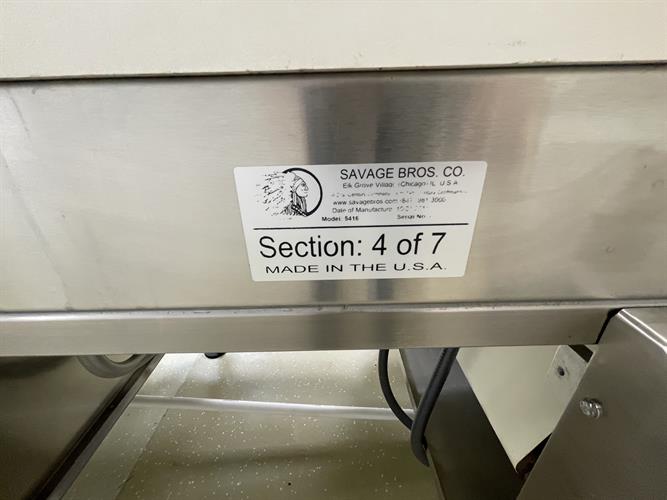 SAVAGE BROS. CO.
Elk Grove Village (Chicago) IL U.S.A.
www.savagebros.com
Date of Manufacture:
Model: 5416 Serial No.:
Section: 4 of 7
MADE IN THE U.S.A.